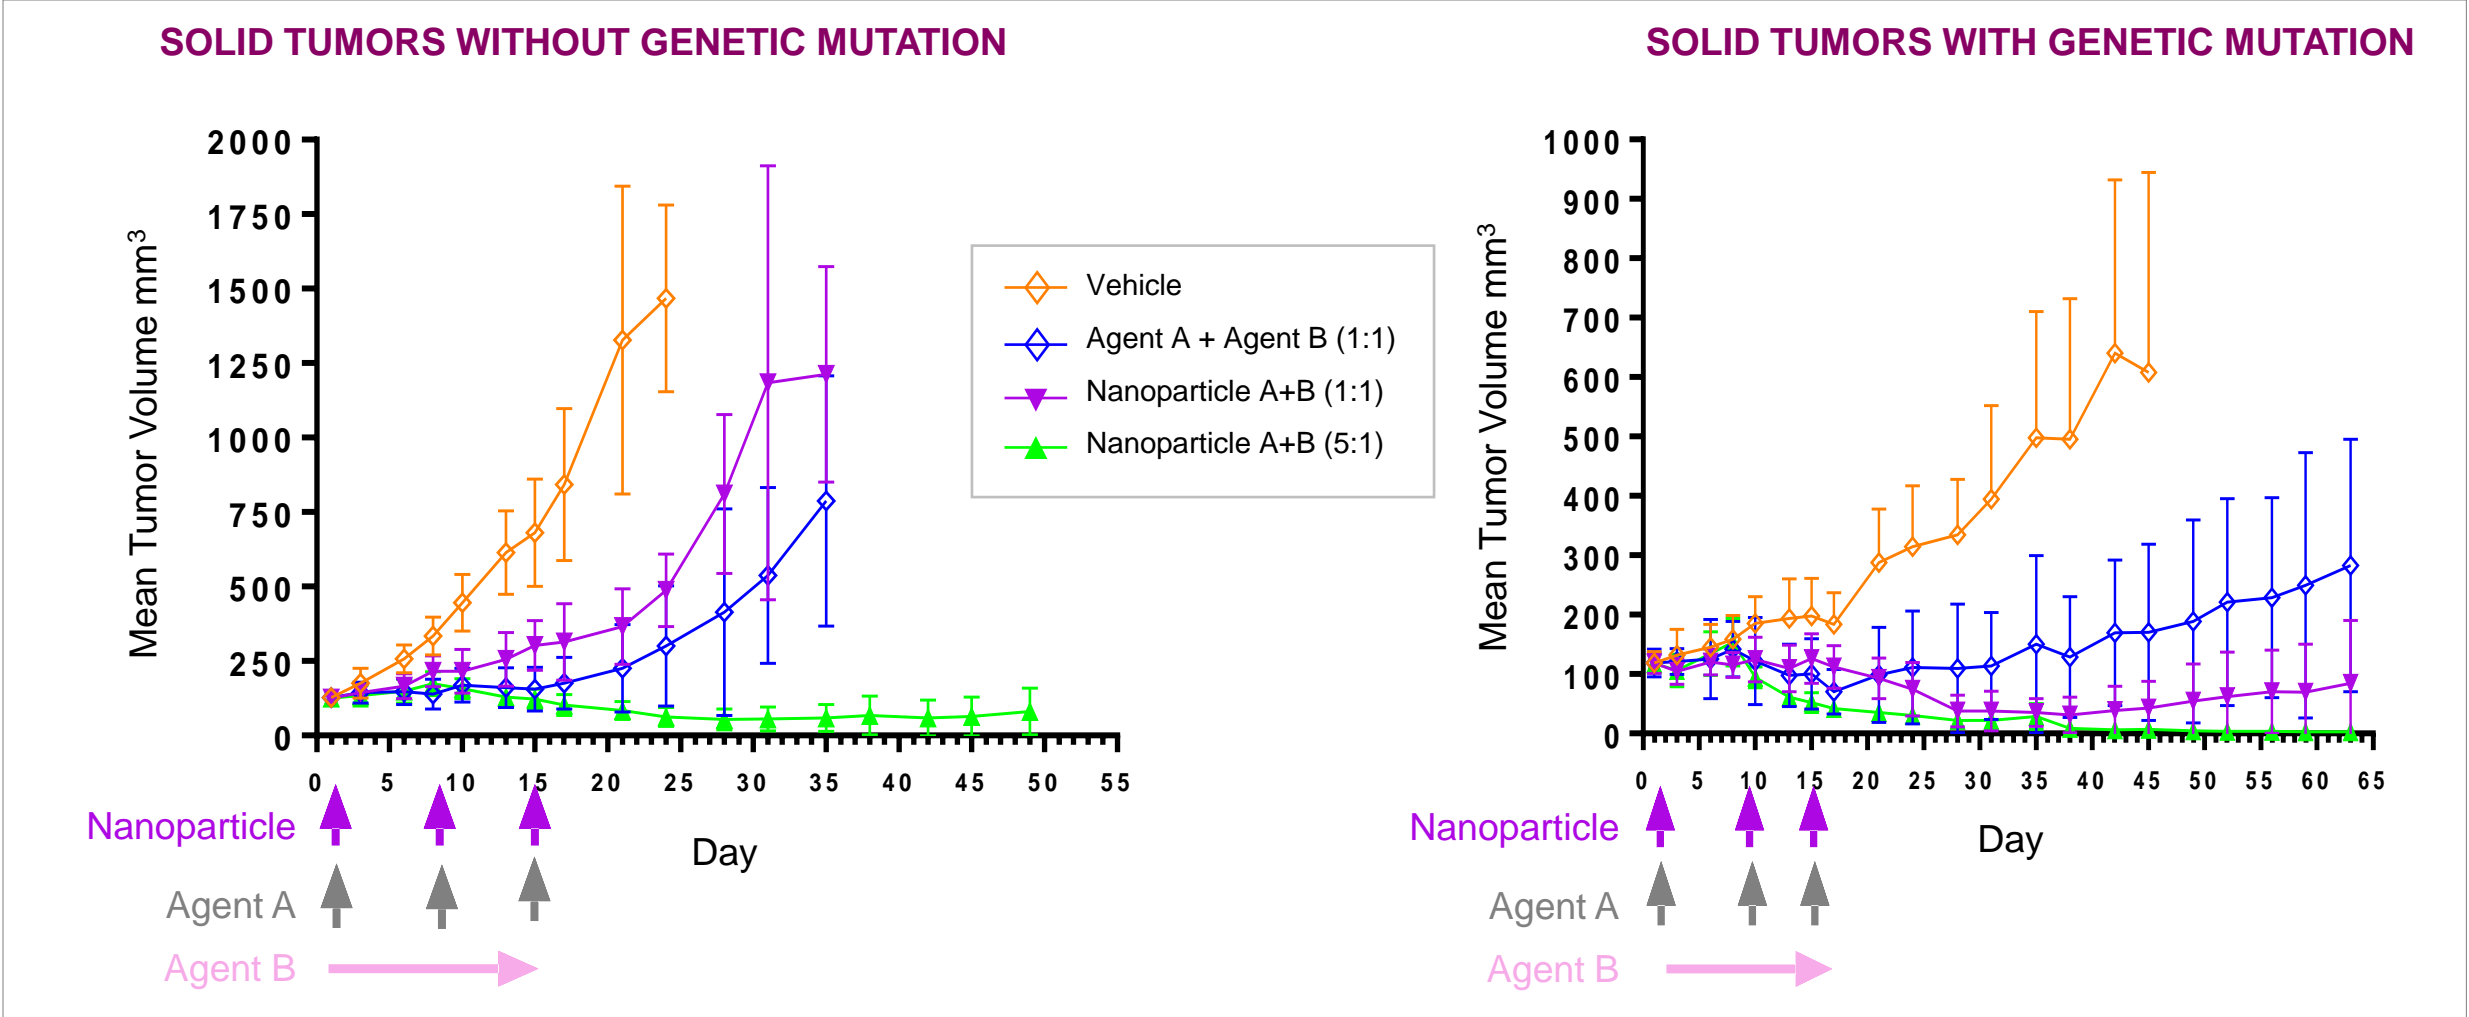 SOLID TUMORS WITHOUT GENETIC MUTATION
Mean Tumor Volume mm³
2000
1750
1500
1250
1000
750
500
250
0
0 5 10 15 20 25 30 35 40 45 50 55
Day
Nanoparticle
Agent A
Agent B
Vehicle
Agent A + Agent B (1:1)
Nanoparticle A+B (1:1)
Nanoparticle A+B (5:1)
SOLID TUMORS WITH GENETIC MUTATION
Mean Tumor Volume mm³
1000
900
800
700
600
500
400
300
200
100
0
0 5 10 15 20 25 30 35 40 45 50 55 60 65
Day
Nanoparticle
Agent A
Agent B